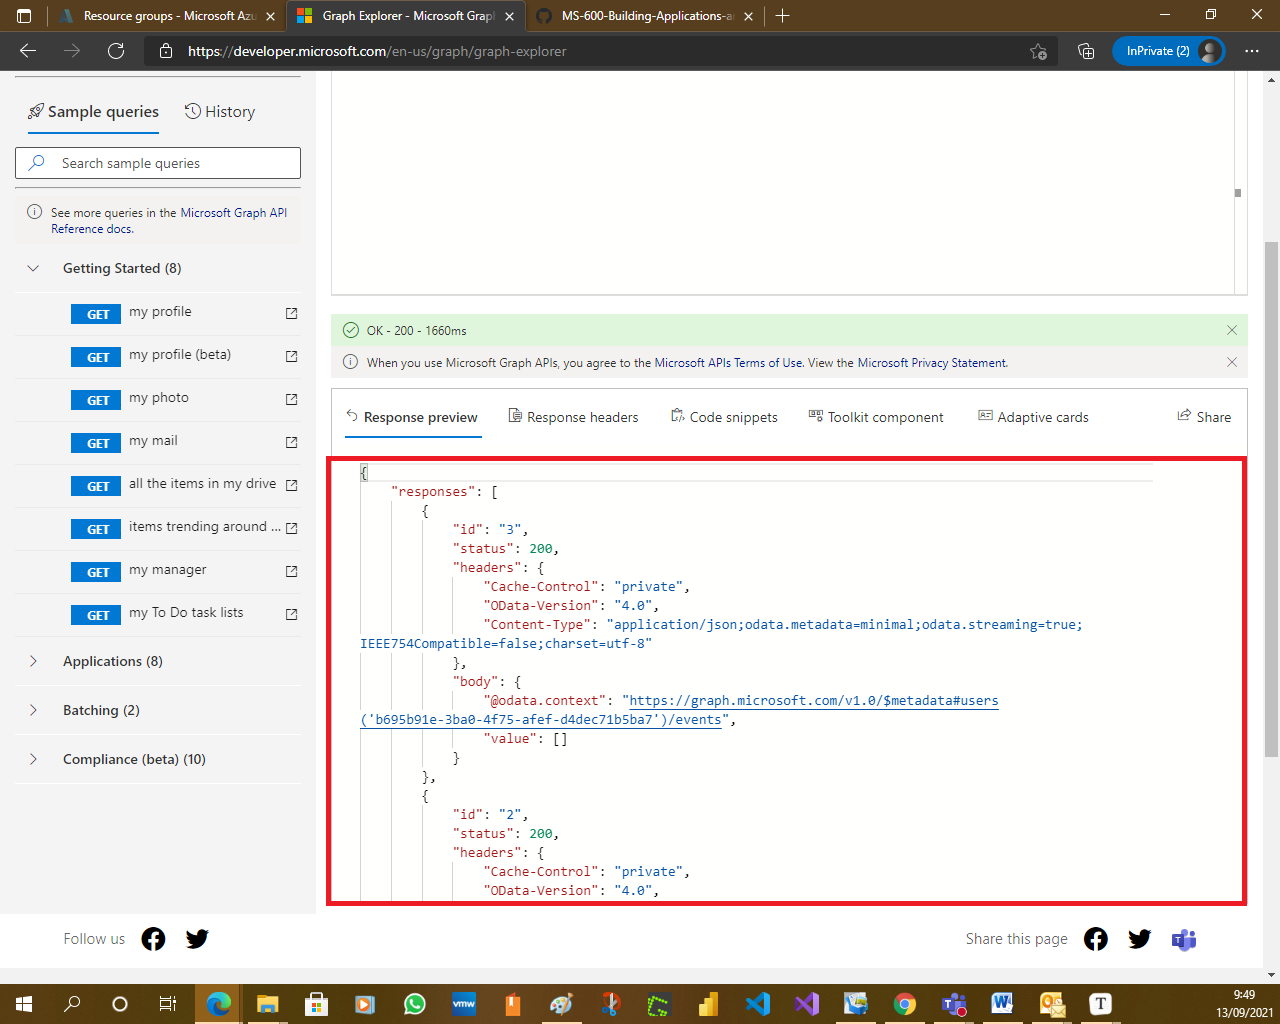 Resource groups - Microsoft Azu
Graph Explorer - Microsoft Graph
MS-600-Building-Applications-a
https://developer.microsoft.com/en-us/graph/graph-explorer
InPrivate (2)
Sample queries
History
Search sample queries
See more queries in the Microsoft Graph API
Reference docs.
Getting Started (8)
GET my profile
GET my profile (beta)
GET my photo
GET my mail
GET all the items in my drive
GET items trending around ...
GET my manager
GET my To Do task lists
Applications (8)
Batching (2)
Compliance (beta) (10)
OK - 200 - 1660ms
When you use Microsoft Graph APIs, you agree to the Microsoft APIs Terms of Use. View the Microsoft Privacy Statement.
Response preview
Response headers
Code snippets
Toolkit component
Adaptive cards
Share
{
"responses": [
{
"id": "3",
"status": 200,
"headers": {
"Cache-Control": "private",
"OData-Version": "4.0",
"Content-Type": "application/json;odata.metadata=minimal;odata.streaming=true;
IEEE754Compatible=false;charset=utf-8"
},
"body": {
"@odata.context": "https://graph.microsoft.com/v1.0/$metadata#users
('b695b91e-3ba0-4f75-afef-d4dec71b5ba7')/events",
"value": []
}
},
{
"id": "2",
"status": 200,
"headers": {
"Cache-Control": "private",
"OData-Version": "4.0",
Follow us
Share this page
vmw
9:49
13/09/2021